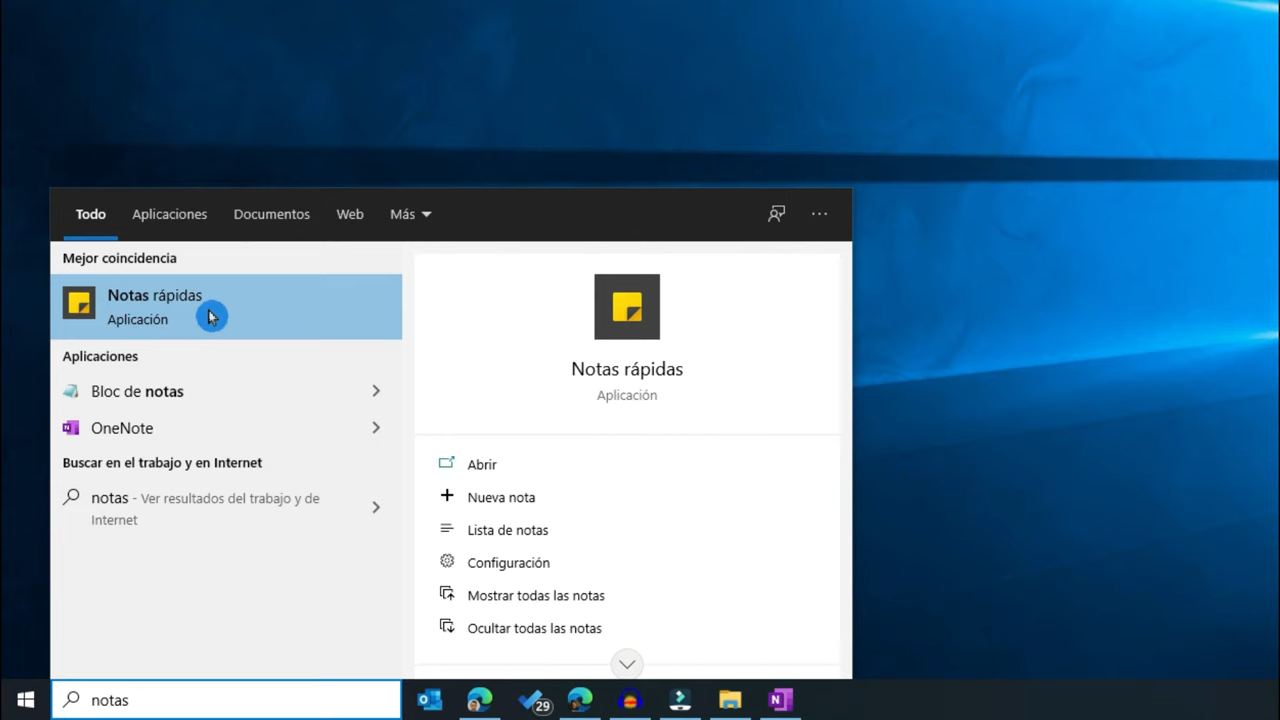 Todo Aplicaciones Documentos Web Más
Mejor coincidencia
Notas rápidas
Aplicación
Aplicaciones
Bloc de notas
OneNote
Buscar en el trabajo y en Internet
notas - Ver resultados del trabajo y de
Internet
Notas rápidas
Aplicación
Abrir
Nueva nota
Lista de notas
Configuración
Mostrar todas las notas
Ocultar todas las notas
notas
29